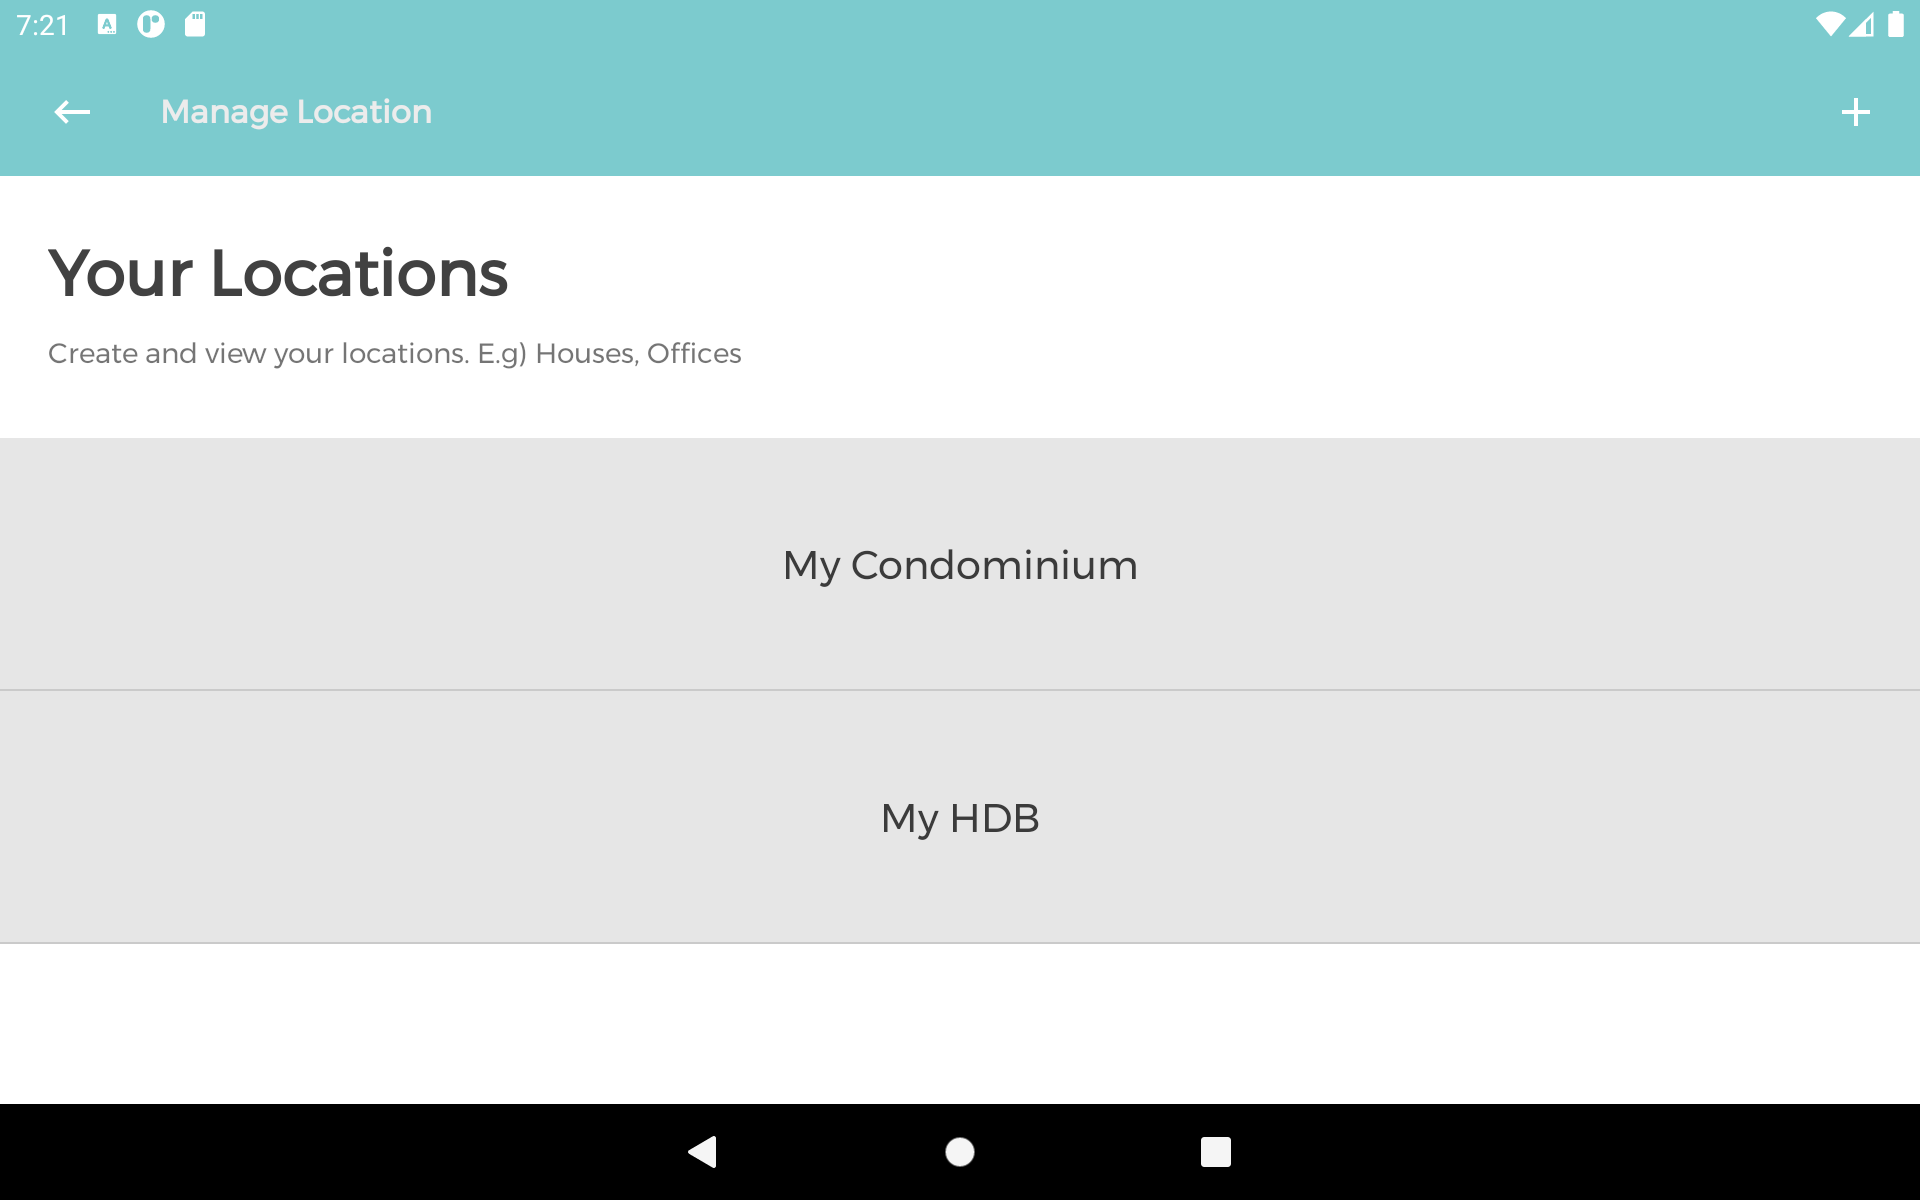 7:21
Manage Location
Your Locations
Create and view your locations. E.g) Houses, Offices
My Condominium
My HDB